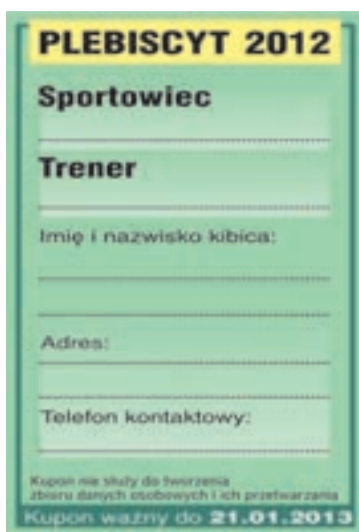 PLEBISCYT 2012
Sportowiec
Trener
Imię i nazwisko kibica:
Adres:
Telefon kontaktowy:
Kupon nie służy do tworzenia
zbioru danych osobowych i ich przetwarzania
Kupon ważny do 21.01.2013